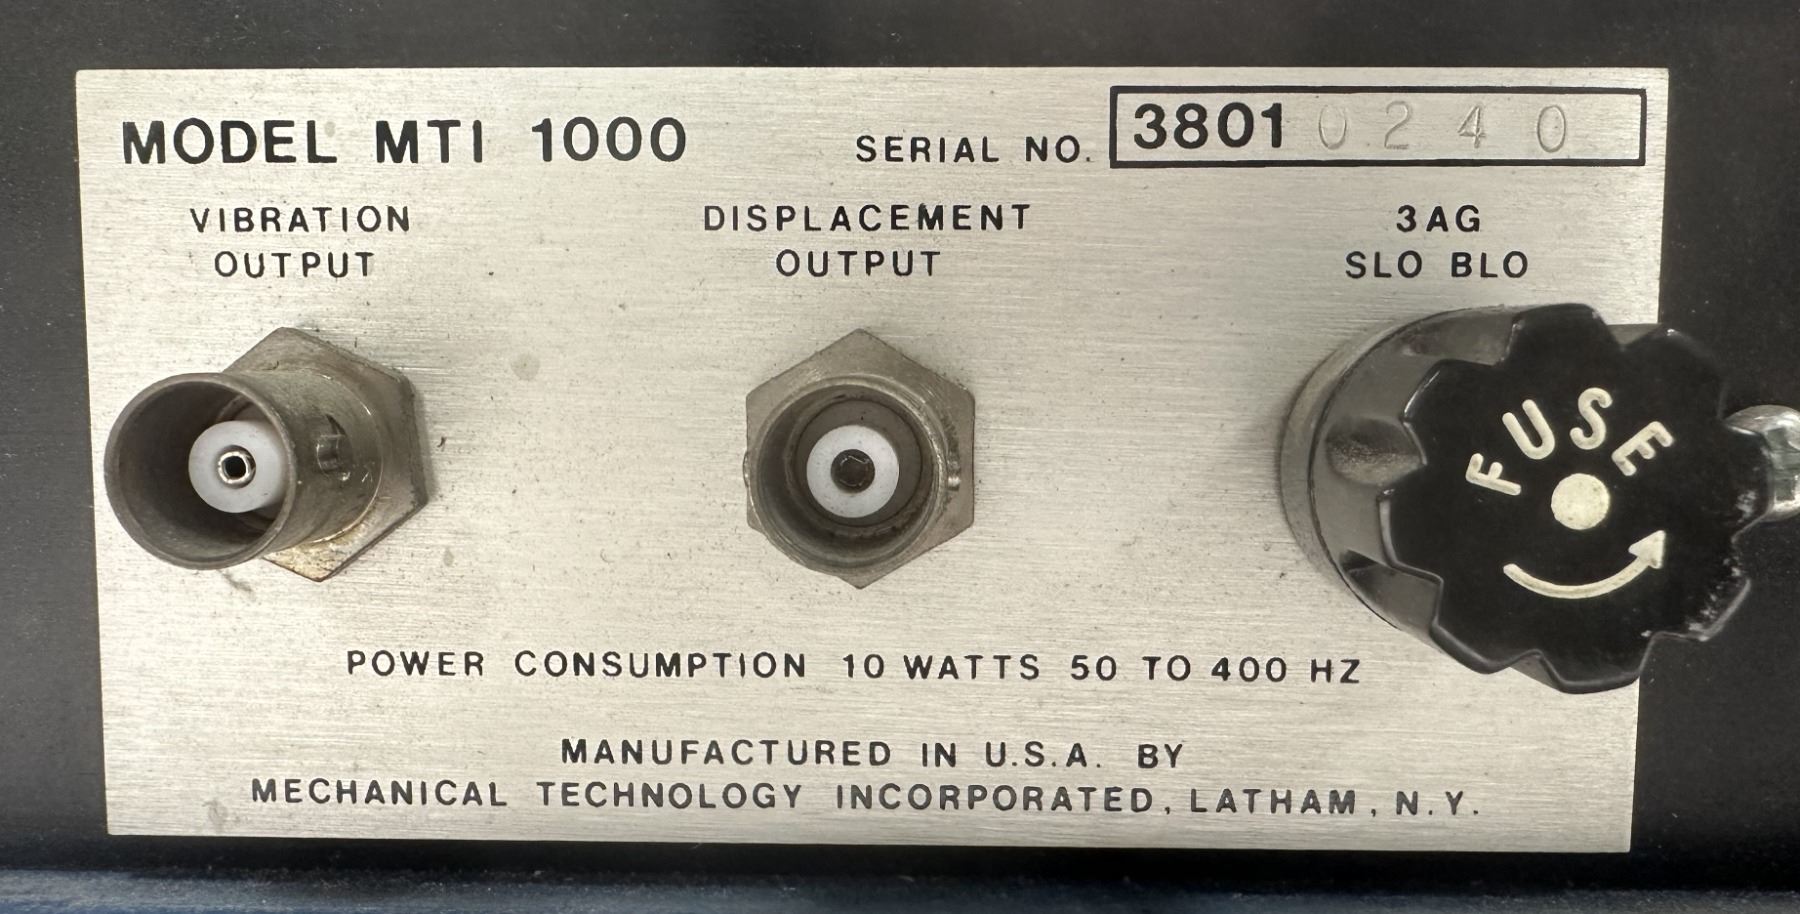 MODEL MTI 1000
SERIAL NO. 3801 0240
VIBRATION
OUTPUT
DISPLACEMENT
OUTPUT
3AG
SLO BLO
FUSE
POWER CONSUMPTION 10 WATTS 50 TO 400 HZ
MANUFACTURED IN U.S.A. BY
MECHANICAL TECHNOLOGY INCORPORATED, LATHAM, N.Y.